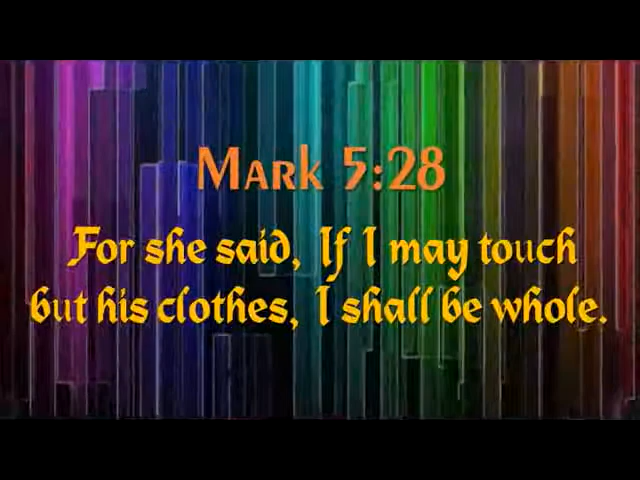 Mark 5:28
For she said, If I may touch
but his clothes, I shall be whole.